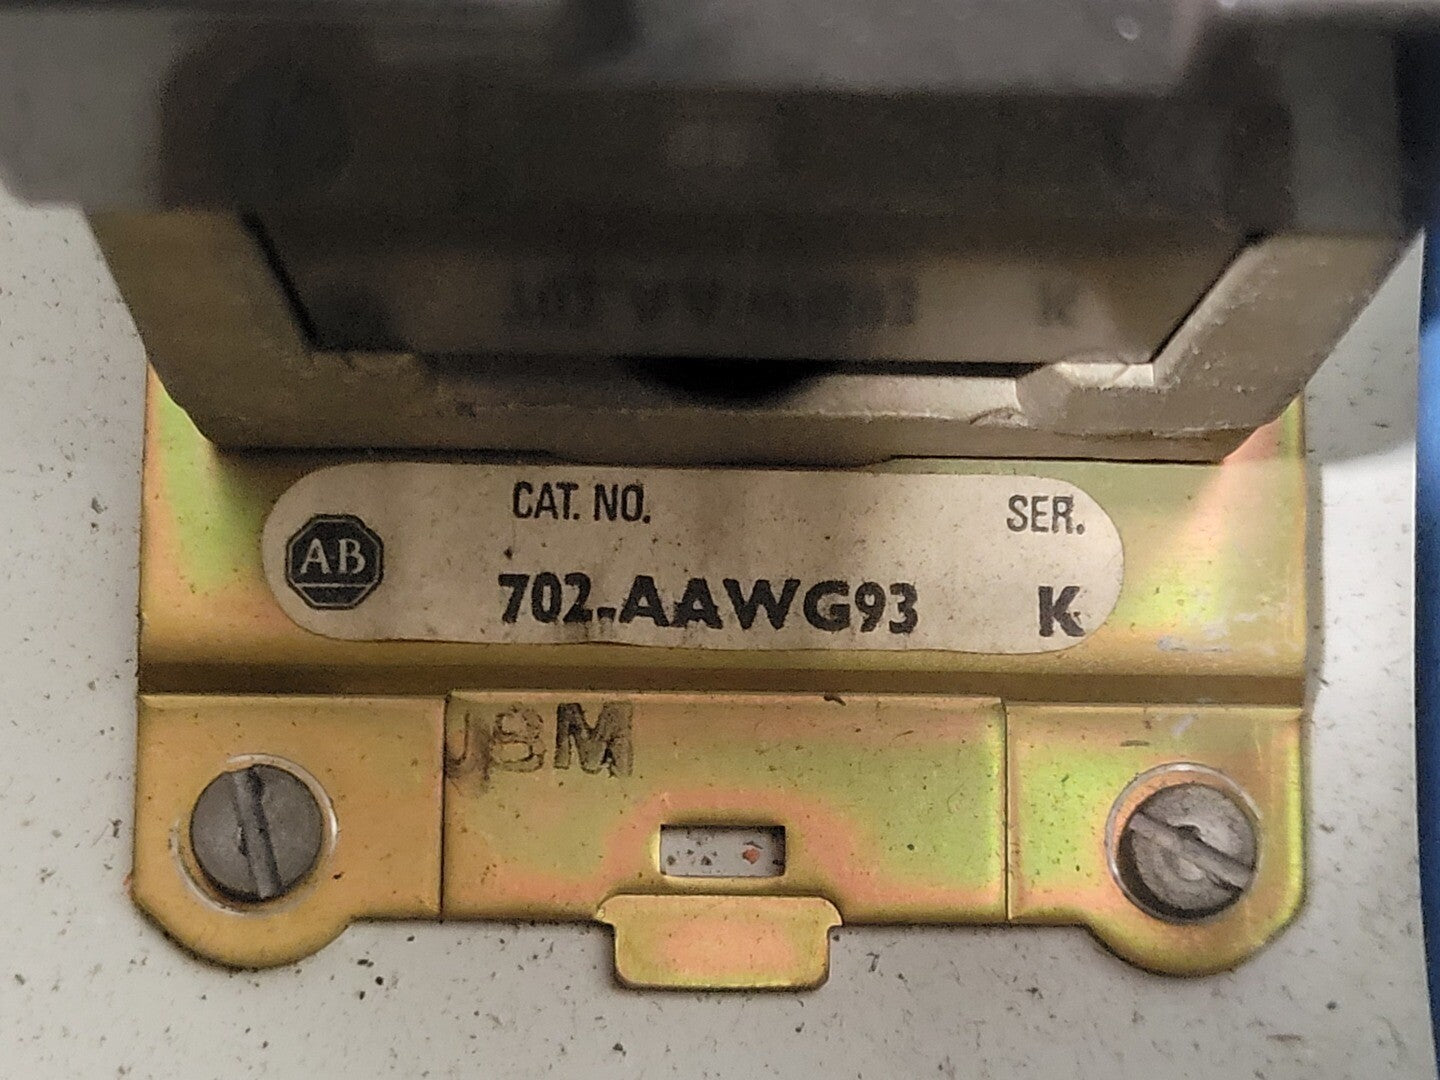 CAT. NO. SER.
AB
702-AAWG93 K
JBM